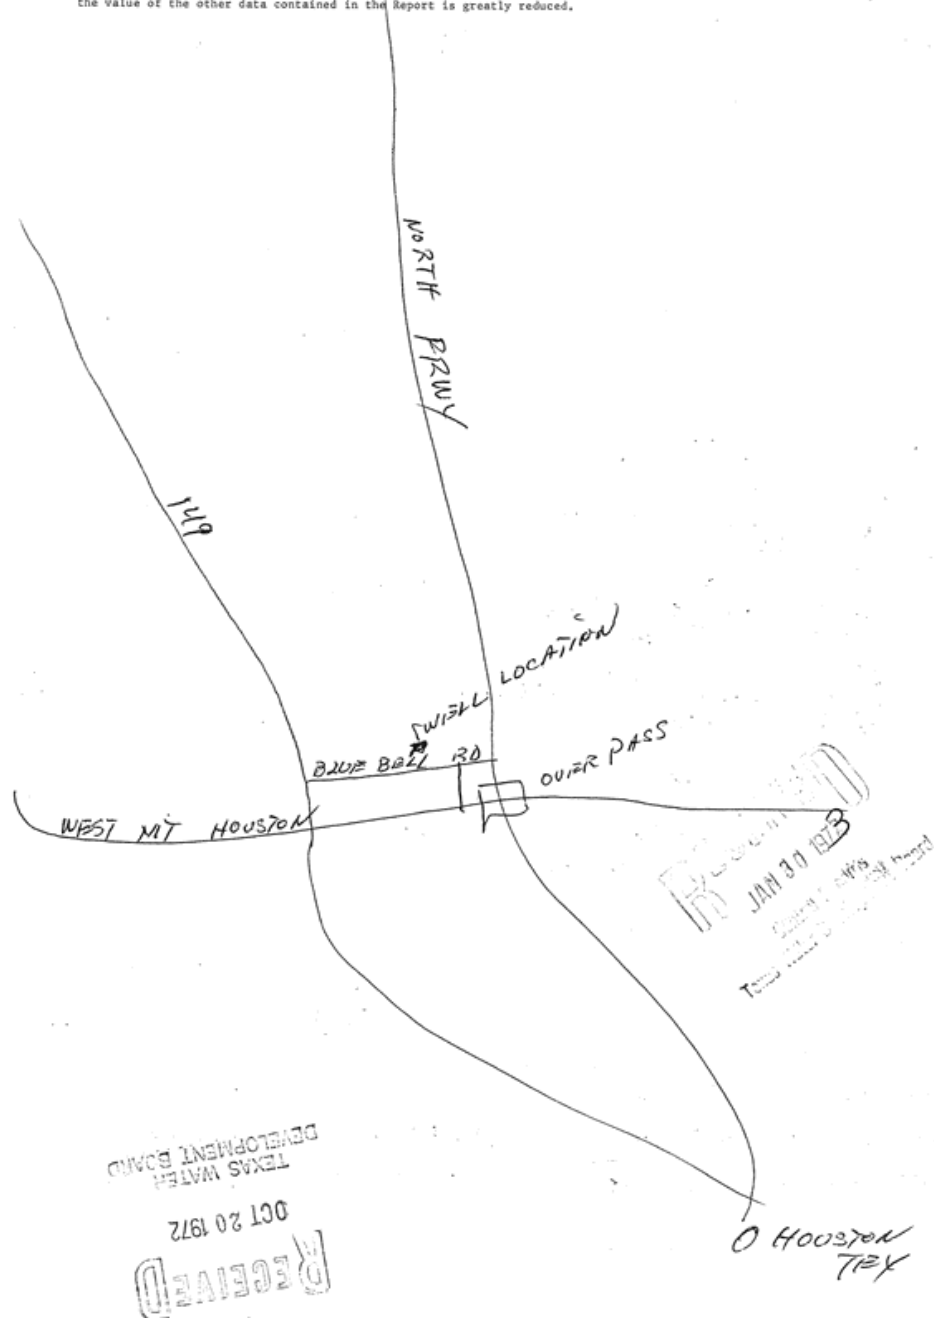 the value of the other data contained in the Report is greatly reduced.
NORTH FRWY
149
WELL LOCATION
BLUE BELL RD
OVER PASS
WEST MT HOUSTON
JAN 30 1973
TEXAS WATER
DEVELOPMENT BOARD
OCT 20 1972
RECEIVED
O HOUSTON
TEX